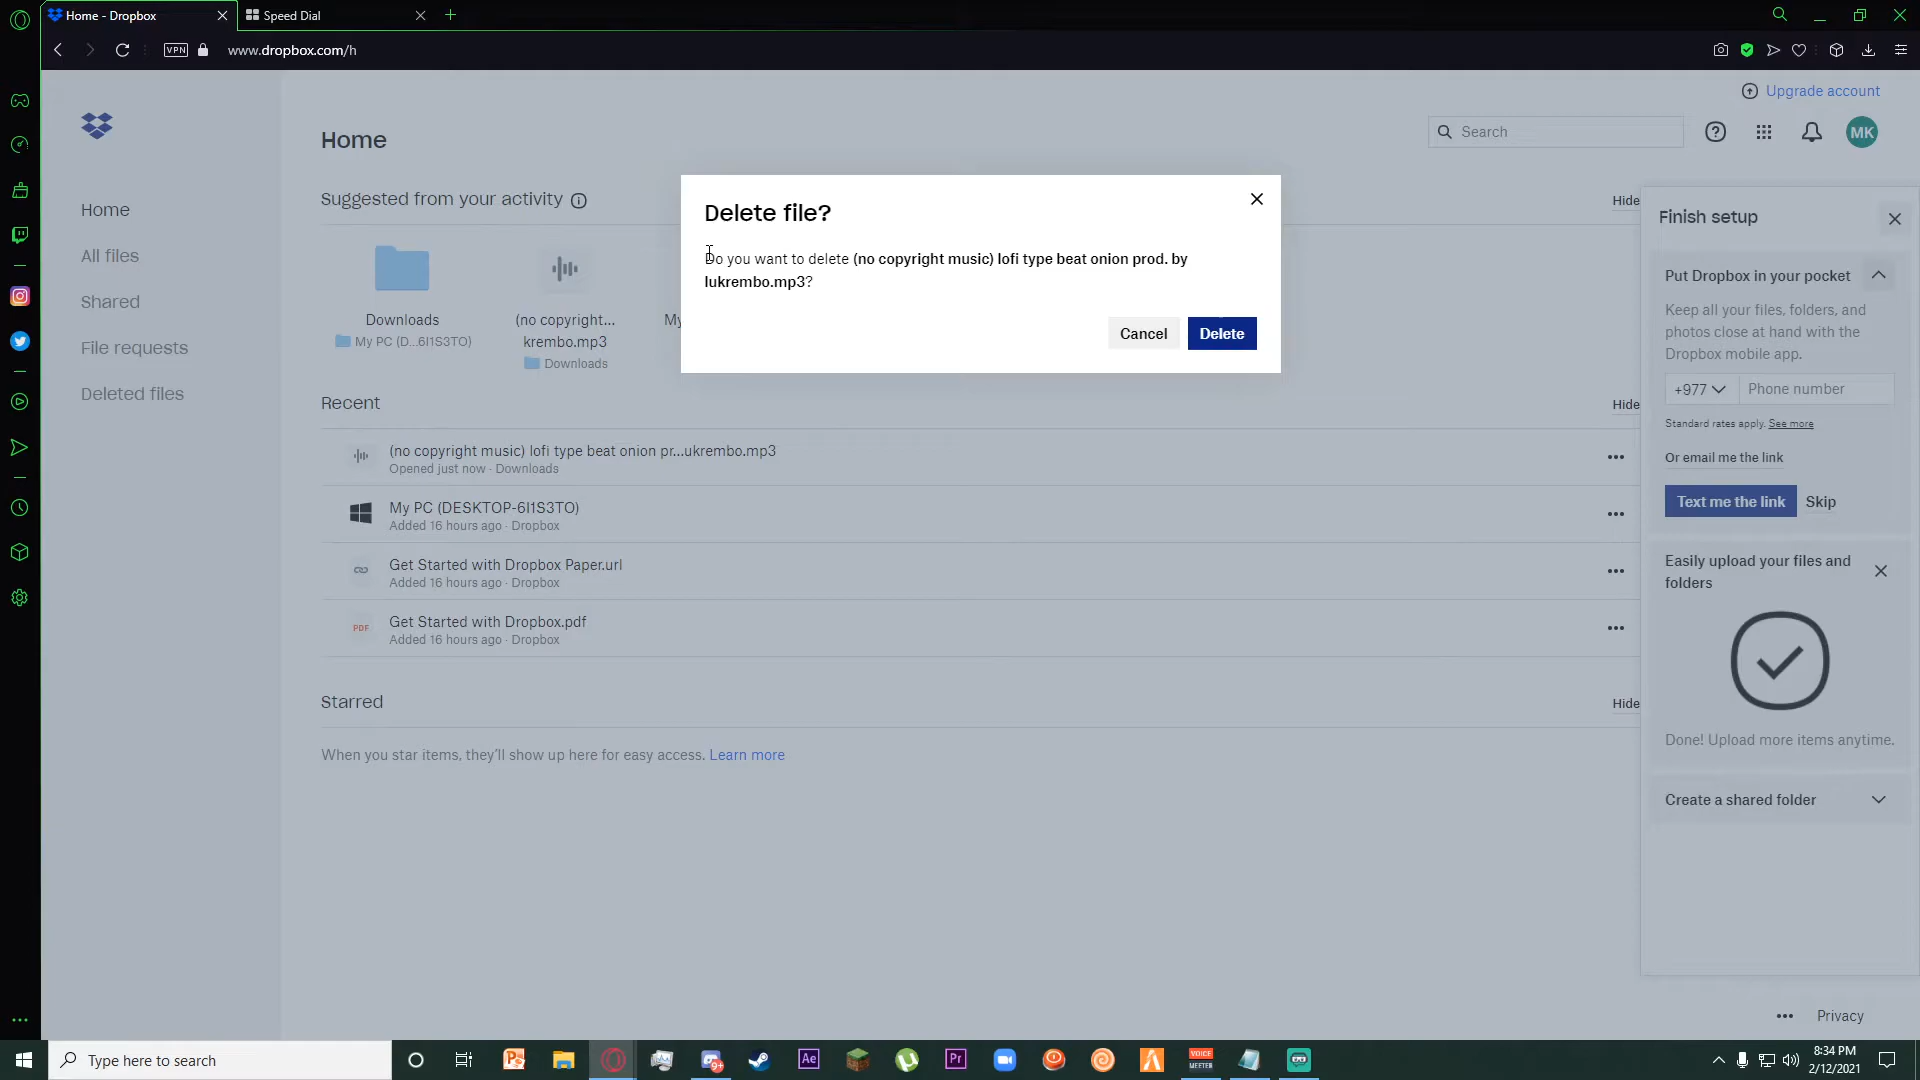 Home - Dropbox
Speed Dial
VPN
www.dropbox.com/h
Upgrade account
Home
Search
MK
Home
All files
Shared
File requests
Deleted files
Suggested from your activity
Hide
Downloads
My PC (D...6I1S3TO)
(no copyright...
krembo.mp3
Downloads
My
Delete file?
Do you want to delete (no copyright music) lofi type beat onion prod. by
lukrembo.mp3?
Cancel
Delete
Recent
Hide
(no copyright music) lofi type beat onion pr...ukrembo.mp3
Opened just now · Downloads
My PC (DESKTOP-6I1S3TO)
Added 16 hours ago · Dropbox
Get Started with Dropbox Paper.url
Added 16 hours ago · Dropbox
PDF
Get Started with Dropbox.pdf
Added 16 hours ago · Dropbox
Starred
Hide
When you star items, they'll show up here for easy access. Learn more
Finish setup
Put Dropbox in your pocket
Keep all your files, folders, and
photos close at hand with the
Dropbox mobile app.
+977
Phone number
Standard rates apply. See more
Or email me the link
Text me the link
Skip
Easily upload your files and
folders
Done! Upload more items anytime.
Create a shared folder
Privacy
Type here to search
Ae
Pr
VOICE
MEETER
8:34 PM
2/12/2021